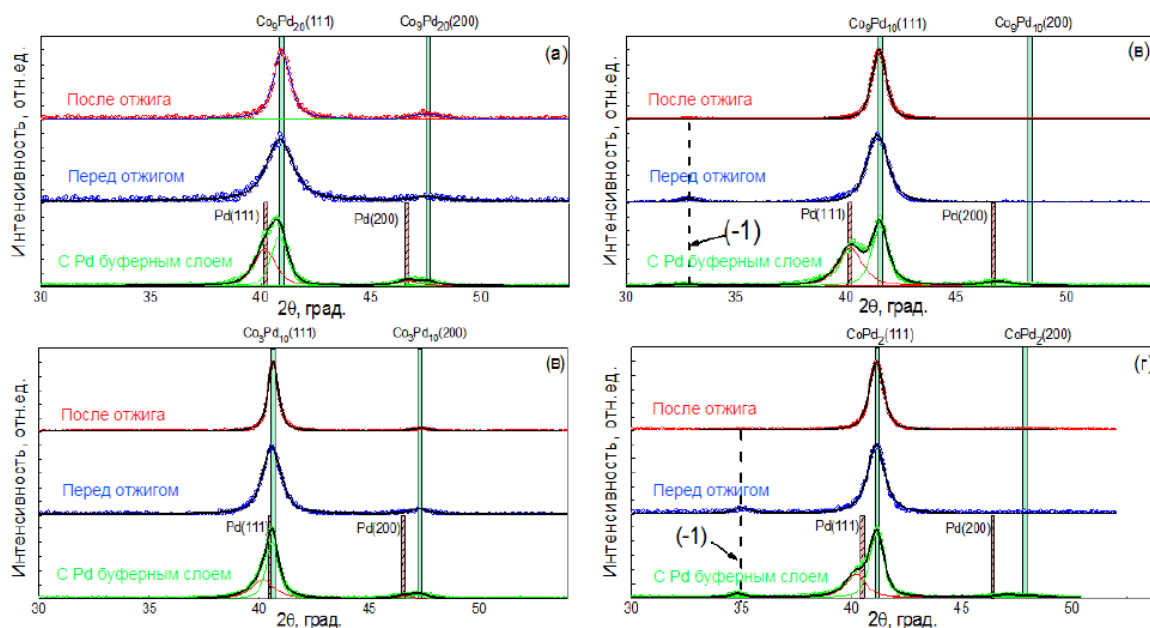 Co9Pd20(111) Co9Pd20(200)
(а)
После отжига
Перед отжигом
Pd(111) Pd(200)
С Pd буферным слоем
Интенсивность, отн.ед.
30 40 45 50
2θ, град.
Co9Pd10(111) Co9Pd10(200)
(в)
После отжига
Перед отжигом
Pd(111) Pd(200)
(-1)
С Pd буферным слоем
Интенсивность, отн.ед.
30 35 40 45 50
2θ, град.
Co3Pd10(111) Co3Pd10(200)
(в)
После отжига
Перед отжигом
Pd(111) Pd(200)
С Pd буферным слоем
Интенсивность, отн.ед.
30 40 45 50
2θ, град.
CoPd2(111) CoPd2(200)
(г)
После отжига
Перед отжигом
Pd(111) Pd(200)
(-1)
С Pd буферным слоем
Интенсивность, отн.ед.
30 35 40 45 50
2θ, град.